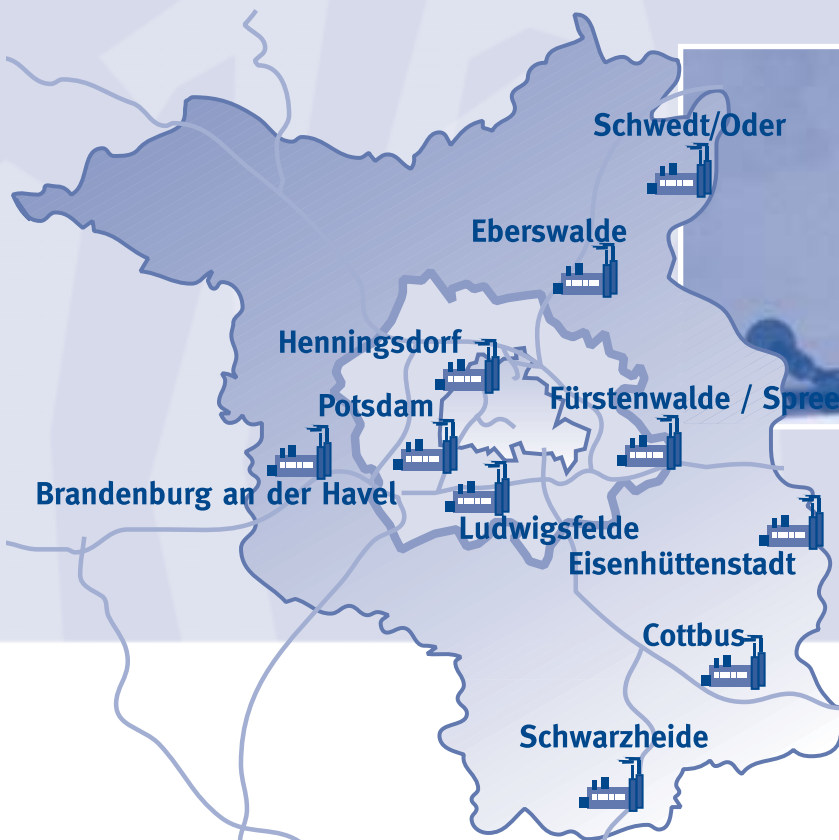 Schwedt/Oder
Eberswalde
Henningsdorf
Fürstenwalde / Spree
Potsdam
Brandenburg an der Havel
Ludwigsfelde
Eisenhüttenstadt
Cottbus
Schwarzheide